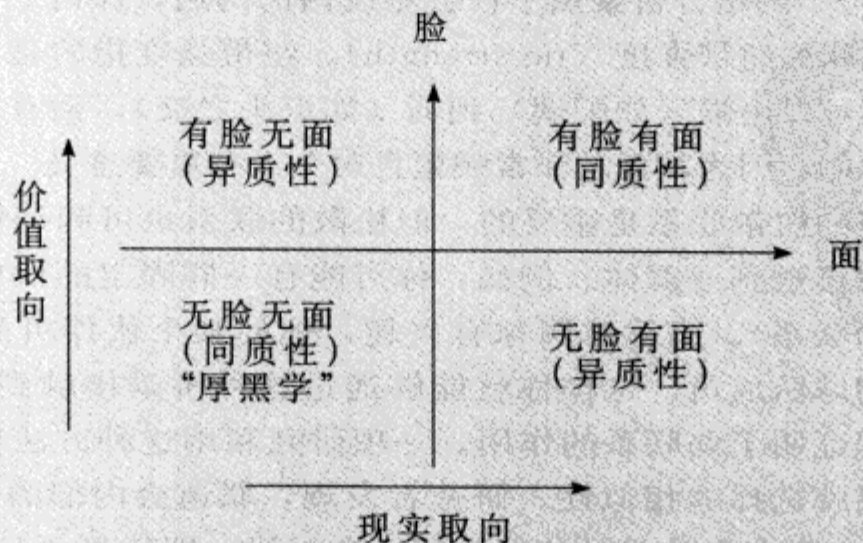 脸
有脸无面
(异质性)
有脸有面
(同质性)
价值取向
面
无脸无面
(同质性)
“厚黑学”
无脸有面
(异质性)
现实取向